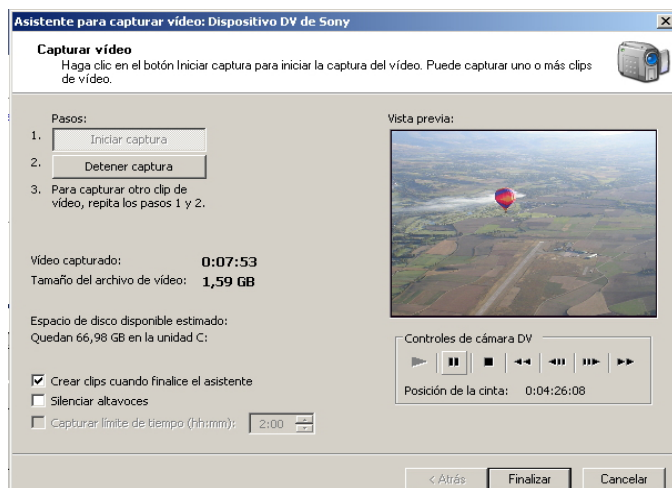 Asistente para capturar vídeo: Dispositivo DV de Sony
Capturar vídeo
Haga clic en el botón Iniciar captura para iniciar la captura del vídeo. Puede capturar uno o más clips
de vídeo.
Pasos:
1. Iniciar captura
2. Detener captura
3. Para capturar otro clip de
vídeo, repita los pasos 1 y 2.
Vídeo capturado: 0:07:53
Tamaño del archivo de vídeo: 1,59 GB
Espacio de disco disponible estimado:
Quedan 66,98 GB en la unidad C:
Crear clips cuando finalice el asistente
Silenciar altavoces
Capturar límite de tiempo (hh:mm): 2:00
Vista previa:
Controles de cámara DV
Posición de la cinta: 0:04:26:08
< Atrás Finalizar Cancelar